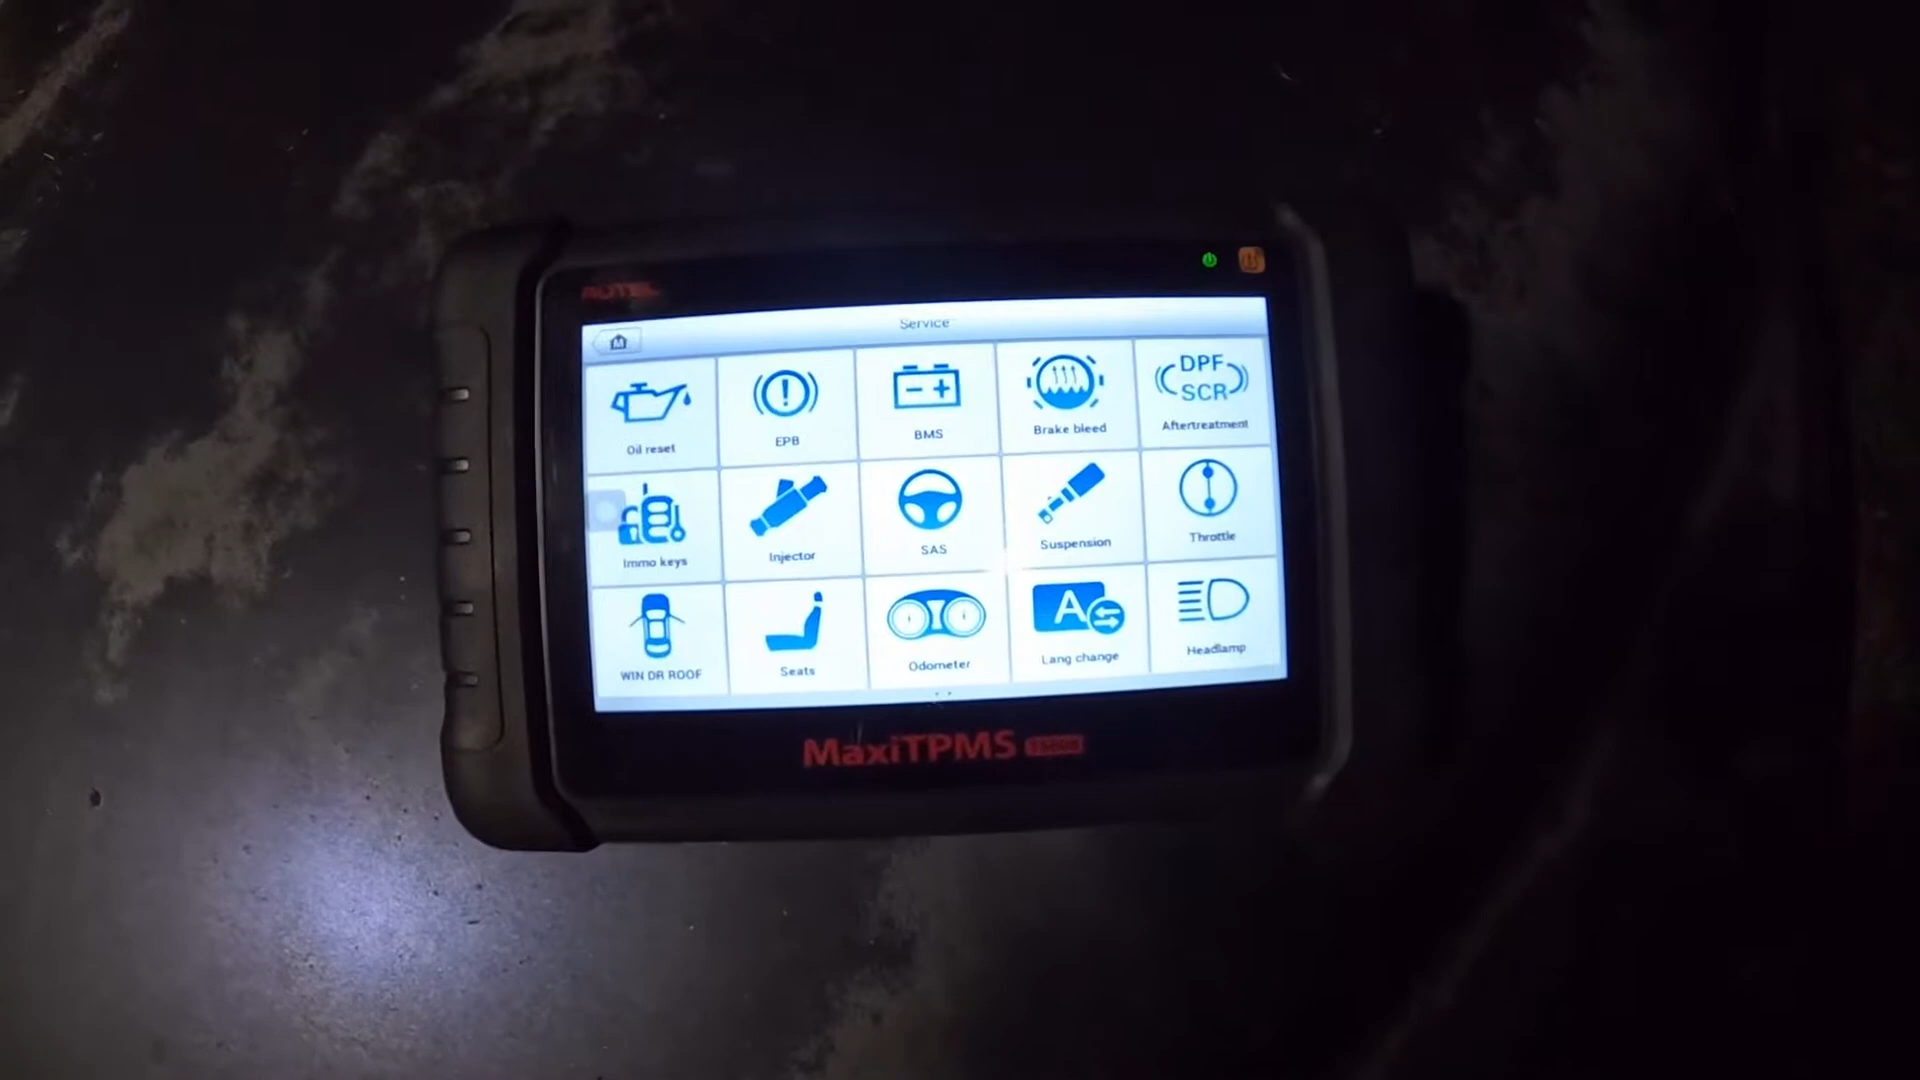 AUTEL
Service
M
Oil reset
EPB
BMS
Brake bleed
DPF
SCR
Aftertreatment
Immo keys
Injector
SAS
Suspension
Throttle
WIN DR ROOF
Seats
Odometer
A
Lang change
Headlamp
MaxiTPMS